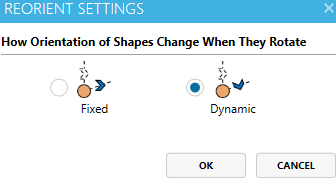 REORIENT SETTINGS
How Orientation of Shapes Change When They Rotate
Fixed Dynamic
OK CANCEL